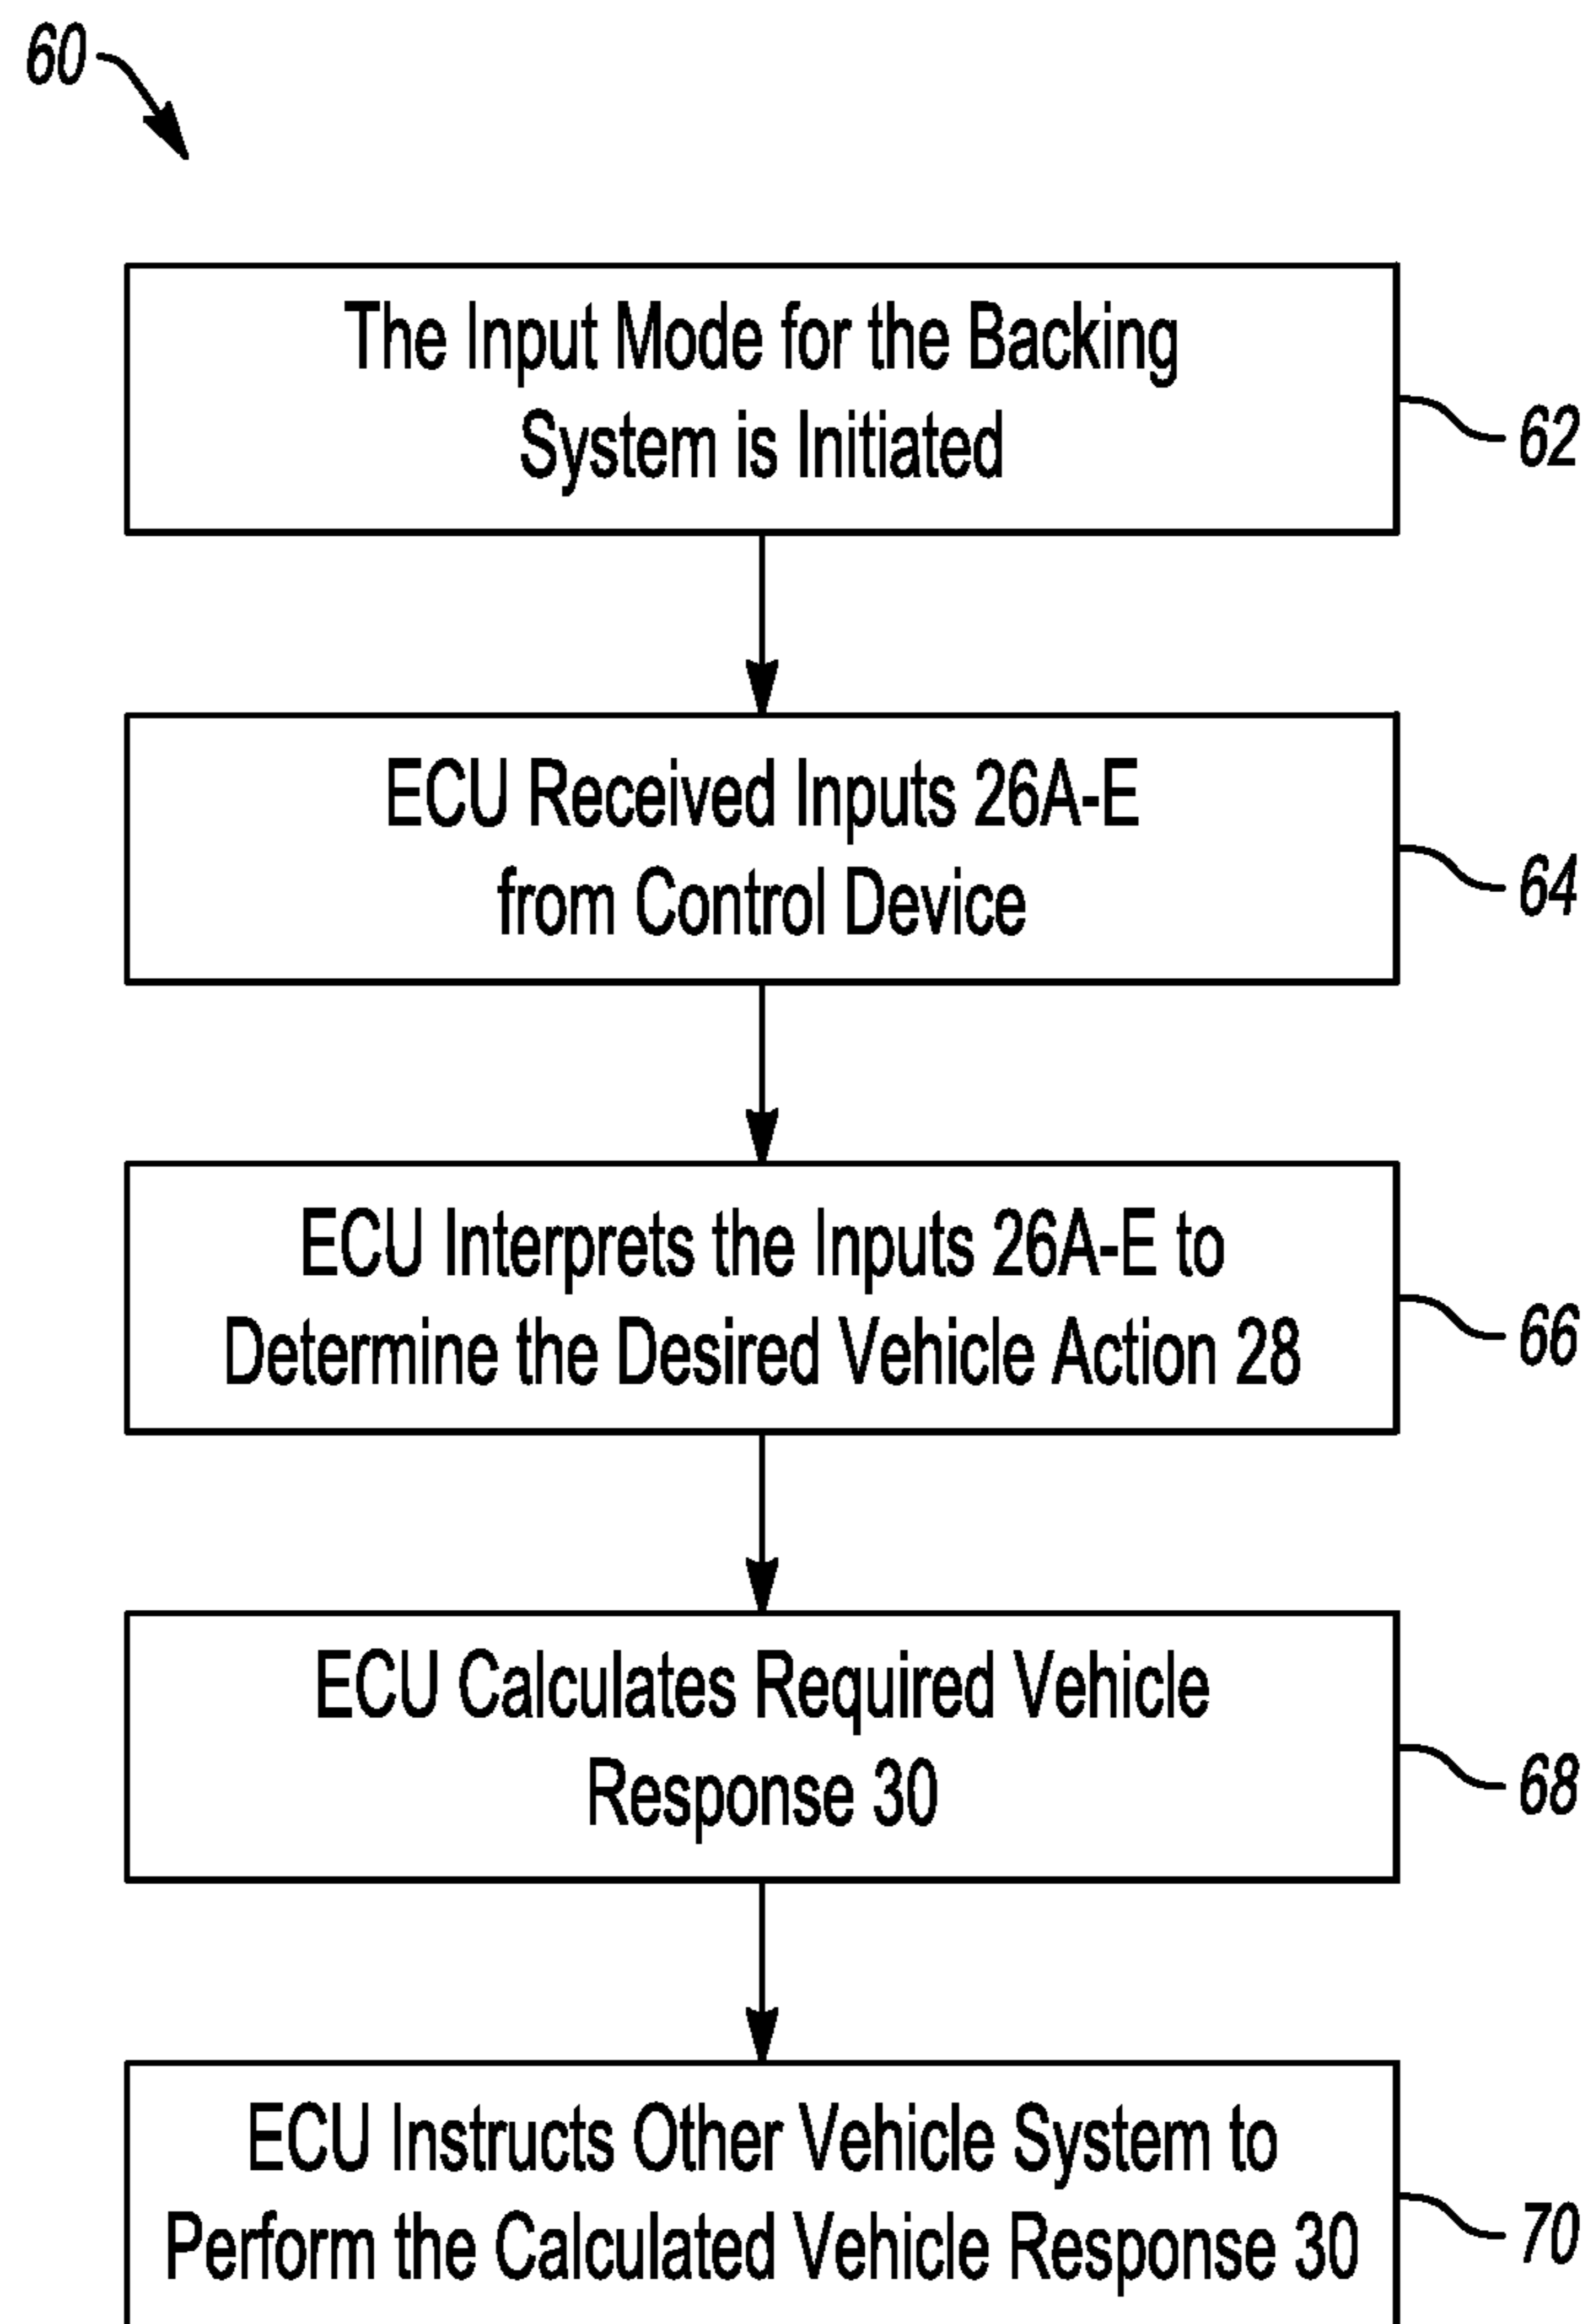 60
The Input Mode for the Backing
System is Initiated
62
ECU Received Inputs 26A-E
from Control Device
64
ECU Interprets the Inputs 26A-E to
Determine the Desired Vehicle Action 28
66
ECU Calculates Required Vehicle
Response 30
68
ECU Instructs Other Vehicle System to
Perform the Calculated Vehicle Response 30
70